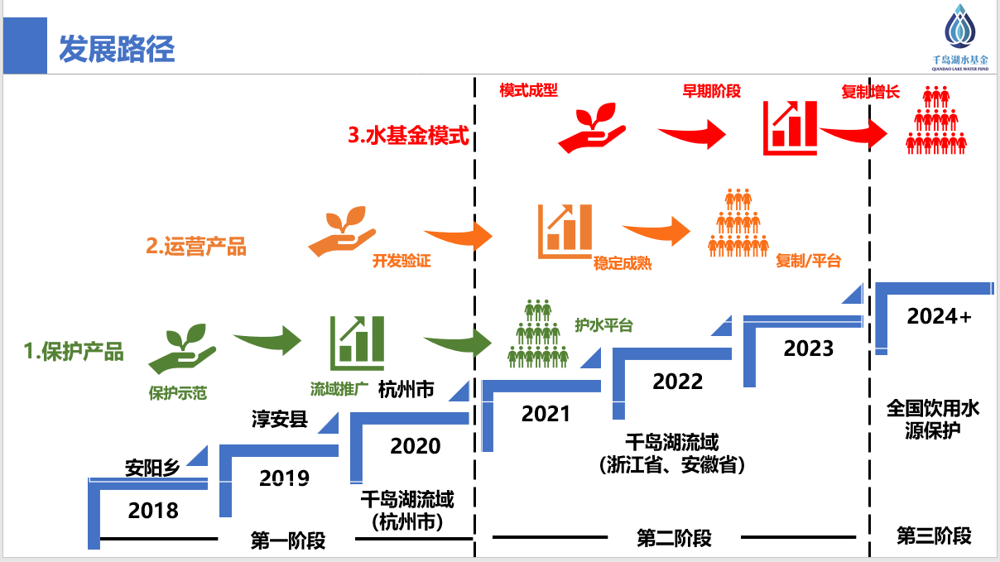 发展路径
千岛湖水基金
QIANDAO LAKE WATER FUND
模式成型
早期阶段
复制增长
3.水基金模式
2.运营产品
开发验证
稳定成熟
复制/平台
1.保护产品
保护示范
流域推广
护水平台
杭州市
淳安县
安阳乡
2018
2019
2020
2021
2022
2023
2024+
千岛湖流域
（杭州市）
千岛湖流域
（浙江省、安徽省）
全国饮用水
源保护
第一阶段
第二阶段
第三阶段